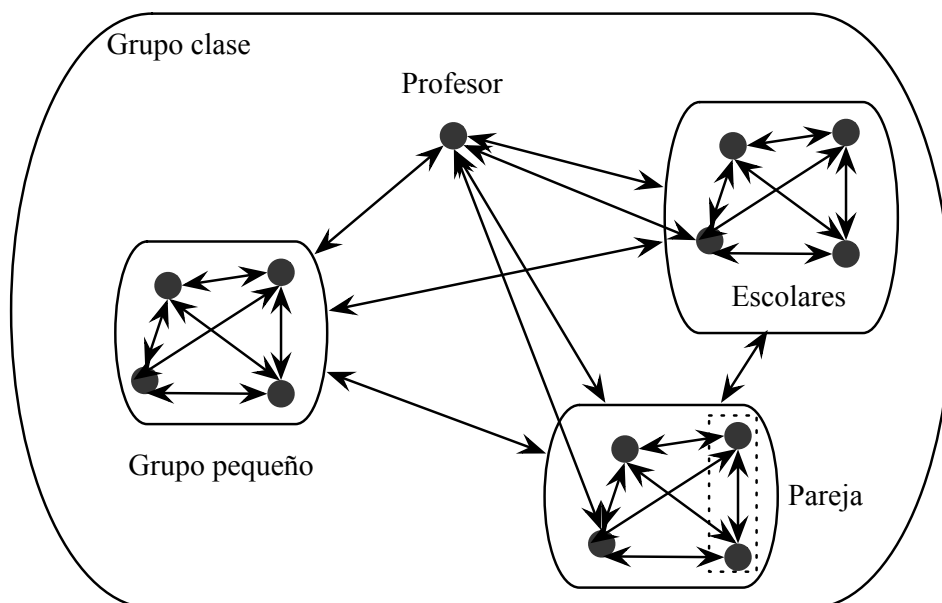 Grupo clase
Profesor
Escolares
Grupo pequeño
Pareja